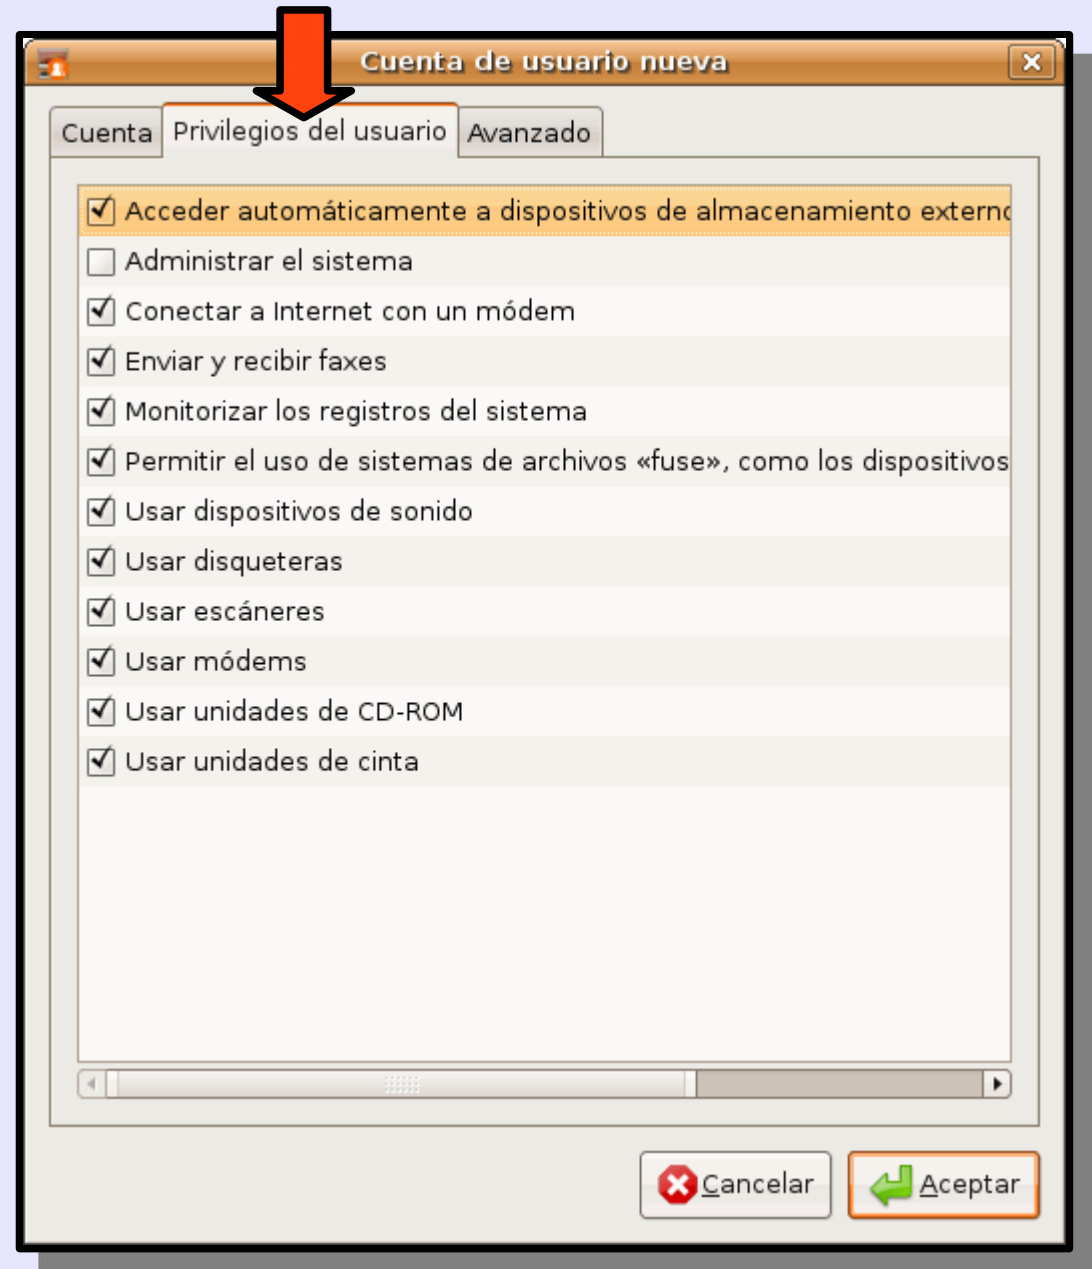 Cuenta de usuario nueva
Cuenta Privilegios del usuario Avanzado
Acceder automáticamente a dispositivos de almacenamiento externo
Administrar el sistema
Conectar a Internet con un módem
Enviar y recibir faxes
Monitorizar los registros del sistema
Permitir el uso de sistemas de archivos «fuse», como los dispositivos
Usar dispositivos de sonido
Usar disqueteras
Usar escáneres
Usar módems
Usar unidades de CD-ROM
Usar unidades de cinta
Cancelar Aceptar